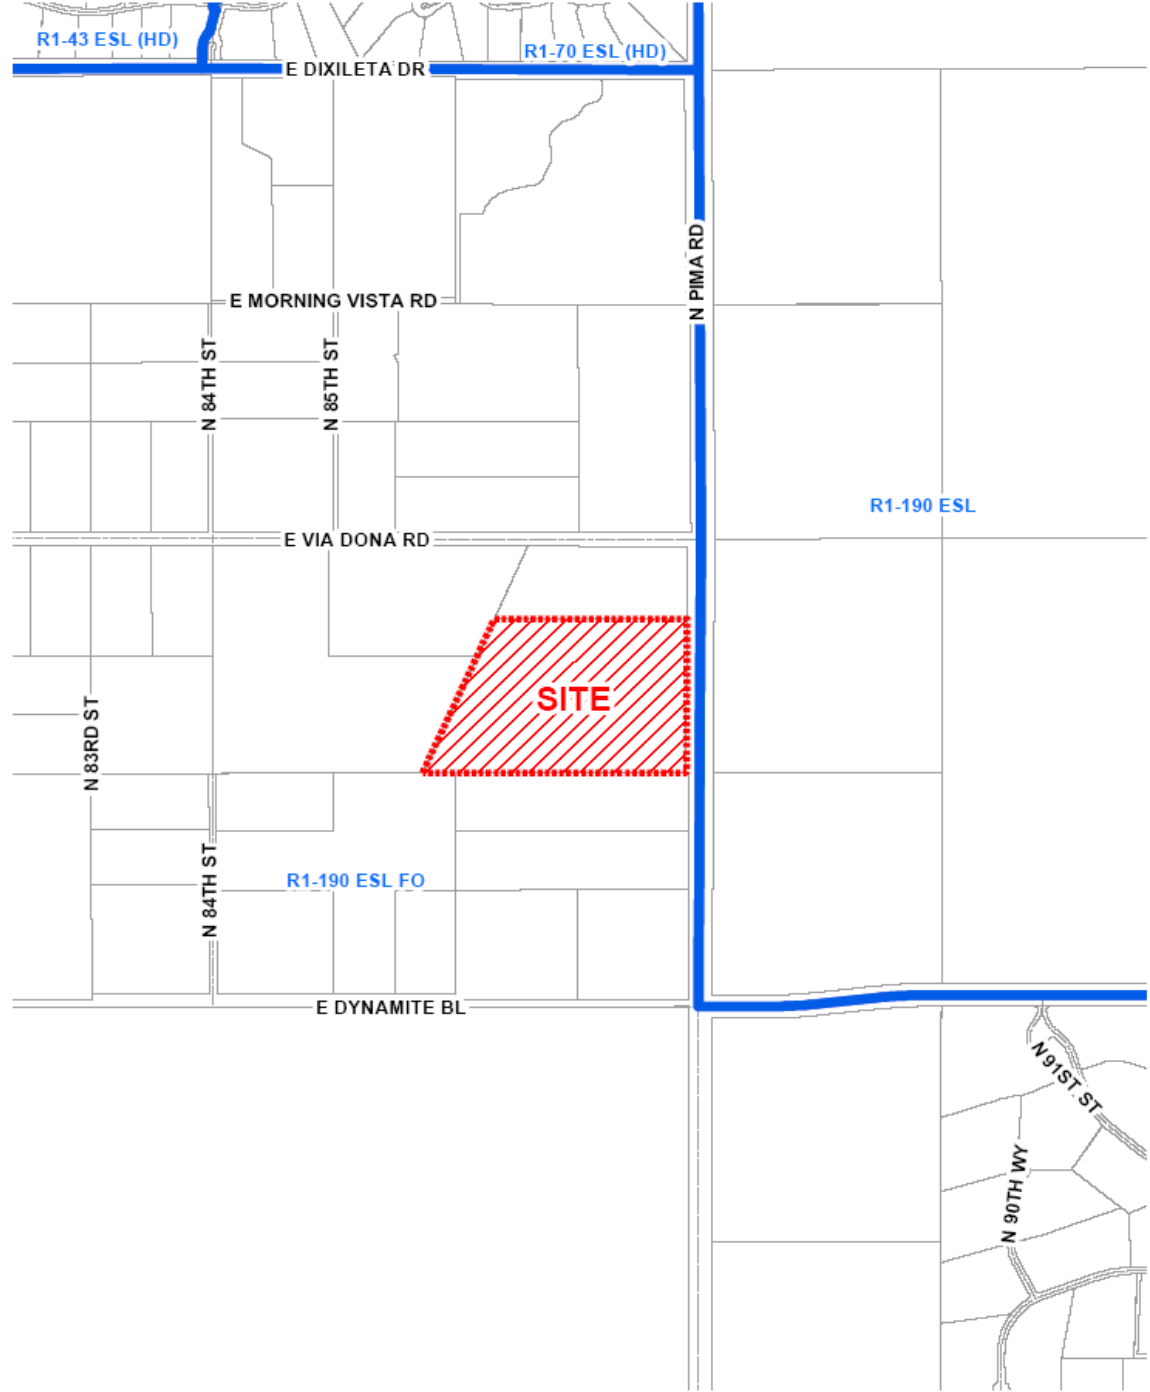 R1-43 ESL (HD)
R1-70 ESL (HD)
E DIXILETA DR
N PIMA RD
E MORNING VISTA RD
N 84TH ST
N 85TH ST
R1-190 ESL
E VIA DONA RD
SITE
N 83RD ST
N 84TH ST
R1-190 ESL FO
E DYNAMITE BL
N 91ST ST
N 90TH WY